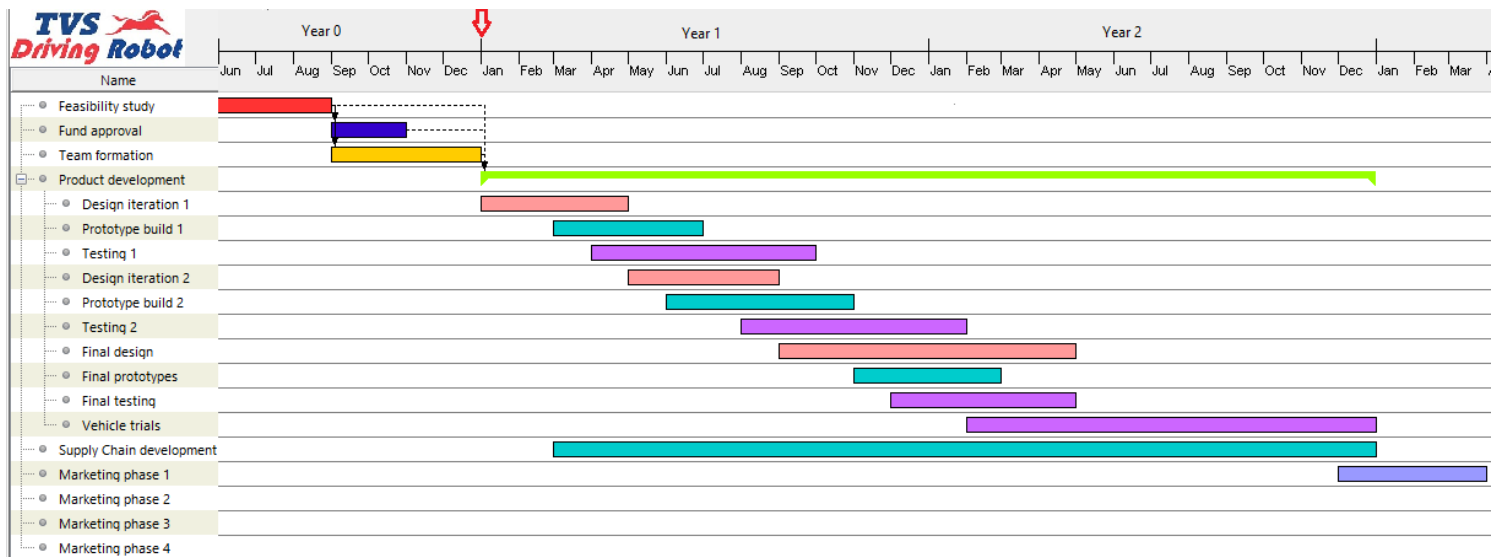 TVS
Driving Robot
Year 0
Year 1
Year 2
Jun Jul Aug Sep Oct Nov Dec Jan Feb Mar Apr May Jun Jul Aug Sep Oct Nov Dec Jan Feb Mar Apr May Jun Jul Aug Sep Oct Nov Dec Jan Feb Mar
Name
Feasibility study
Fund approval
Team formation
Product development
Design iteration 1
Prototype build 1
Testing 1
Design iteration 2
Prototype build 2
Testing 2
Final design
Final prototypes
Final testing
Vehicle trials
Supply Chain development
Marketing phase 1
Marketing phase 2
Marketing phase 3
Marketing phase 4